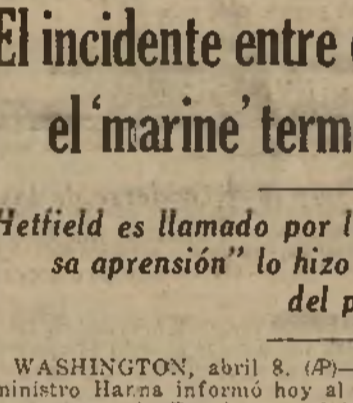 El incidente entre
el 'marine' term
Hetfield es llamado por l
sa aprensión" lo hizo
del p
WASHINGTON, abril 8. (AP)—
ministro Hanna informó hoy al